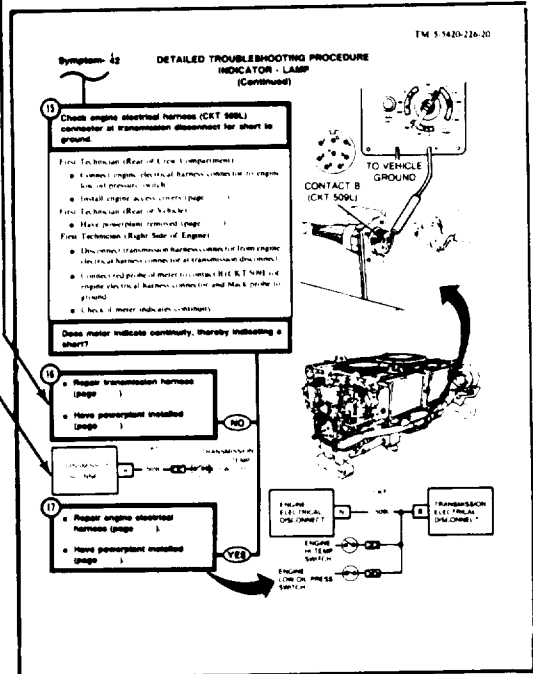 TM 5-5420-226-20
Symptom- 42
DETAILED TROUBLESHOOTING PROCEDURE
INDICATOR - LAMP
(Continued)
15
Check engine electrical harness (CKT 509L)
connector at transmission disconnect for short to
ground.
First Technician (Rear of Crew Compartment)
• Connect engine electrical harness connector to engine
low oil pressure switch
• Install engine access covers (page ).
First Technician (Rear of Vehicle)
• Have powerplant removed (page ).
First Technician (Right Side of Engine)
• Disconnect transmission harness connector from engine
electrical harness connector at transmission disconnect
• Connect red probe of meter to contact B (CKT 509L) of
engine electrical harness connector and black probe to
ground
• Check if meter indicates continuity
Does meter indicate continuity, thereby indicating a
short?
TO VEHICLE
GROUND
CONTACT B
(CKT 509L)
16
• Repair transmission harness
(page ).
• Have powerplant installed
(page ).
NO
TRANSMISSION
TEMP
509L
17
• Repair engine electrical
harness (page ).
• Have powerplant installed
(page ).
YES
ENGINE
ELECTRICAL
DISCONNECT
N
CKT
509L
B
TRANSMISSION
ELECTRICAL
DISCONNECT
ENGINE
HI TEMP
SWITCH
ENGINE
LOW OIL PRESS
SWITCH